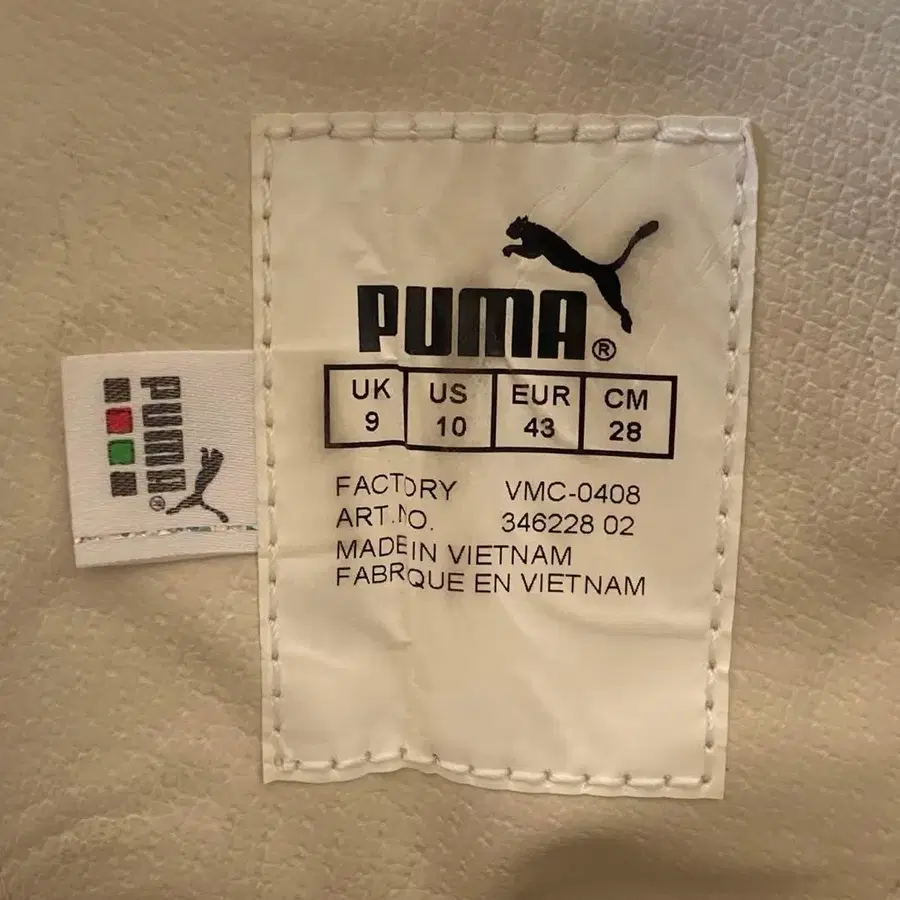 PUMA®
UK US EUR CM
9 10 43 28
FACTORY VMC-0408
ART.NO. 346228 02
MADE IN VIETNAM
FABRQUE EN VIETNAM
PUMA®